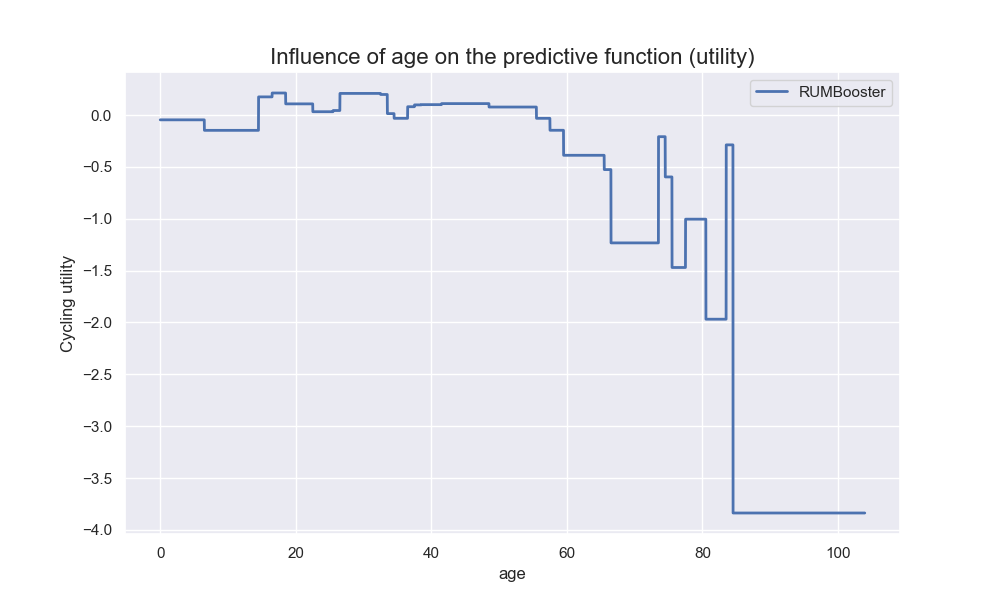 Influence of age on the predictive function (utility)
RUMBooster
0.0
−0.5
−1.0
−1.5
−2.0
−2.5
−3.0
−3.5
−4.0
Cycling utility
0 20 40 60 80 100
age